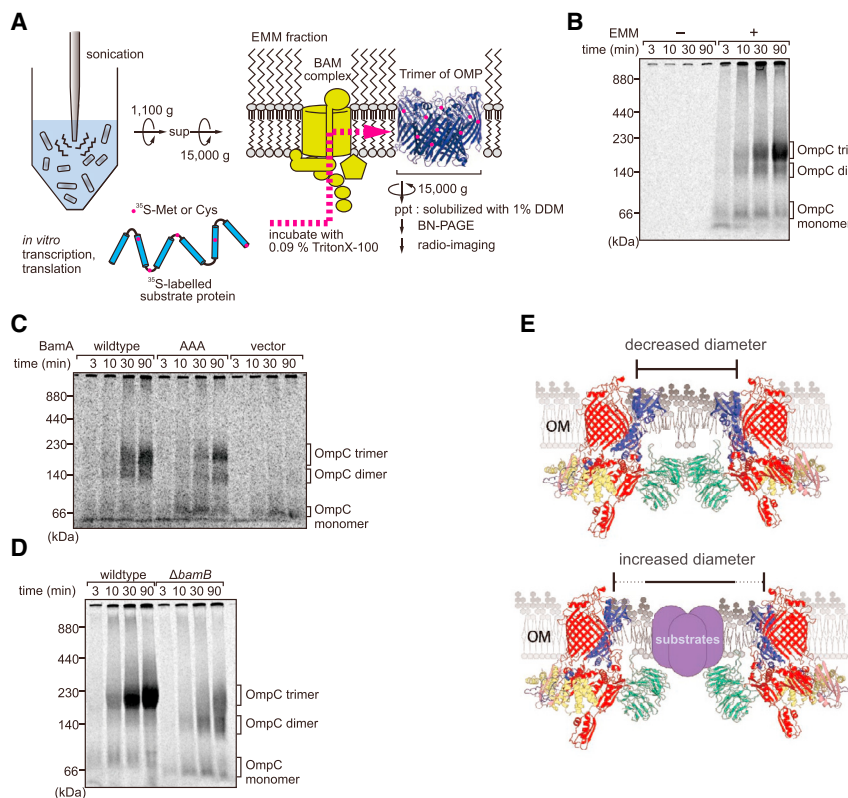 A
sonication
1,100 g
sup
15,000 g
EMM fraction
BAM
complex
Trimer of OMP
15,000 g
ppt : solubilized with 1% DDM
BN-PAGE
radio-imaging
incubate with
0.09 % TritonX-100
35S-Met or Cys
in vitro
transcription,
translation
35S-labelled
substrate protein
B
EMM − +
time (min) 3 10 30 90 3 10 30 90
880
440
230
140
66
(kDa)
OmpC tri
OmpC di
OmpC
monomer
C
BamA wildtype AAA vector
time (min) 3 10 30 90 3 10 30 90 3 10 30 90
880
440
230
140
66
(kDa)
OmpC trimer
OmpC dimer
OmpC
monomer
D
wildtype ΔbamB
time (min) 3 10 30 90 3 10 30 90
880
440
230
140
66
(kDa)
OmpC trimer
OmpC dimer
OmpC
monomer
E
decreased diameter
OM
increased diameter
OM
substrates